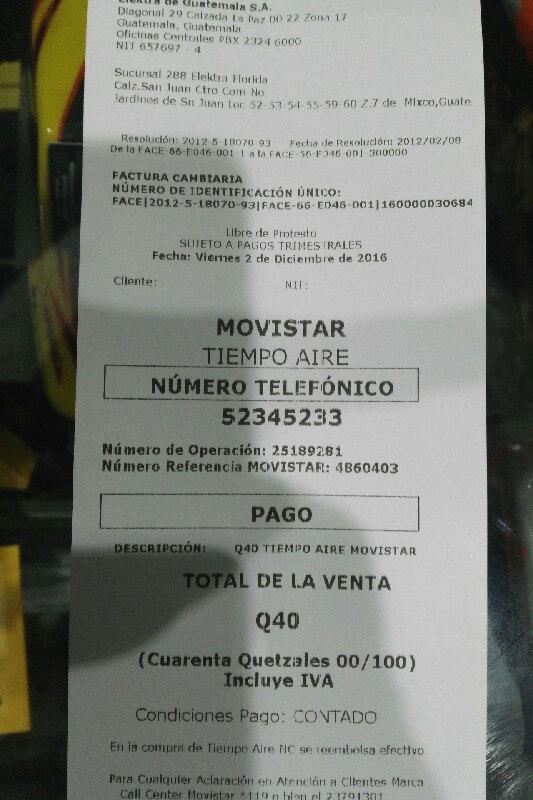 Elektra de Guatemala S.A.
Diagonal 29 Calzada La Paz 00 22 Zona 17
Guatemala, Guatemala
Oficinas Centrales PBX 2324 6000
NIT 657697 - 4
Sucursal 288 Elektra Florida
Calz.San Juan Ctro Com No
Jardines de Sn Juan Loc 52-53-54-55-59-60 Z.7 de Mixco,Guate
Resolución: 2012-5-18070-93 Fecha de Resolución: 2012/02/08
De la FACE-66-E046-001-1 a la FACE-56-F346-001 300000
FACTURA CAMBIARIA
NÚMERO DE IDENTIFICACIÓN ÚNICO:
FACE|2012-5-18070-93|FACE-66-E046-001|160000030684
Libre de Protesto
SUJETO A PAGOS TRIMESTRALES
Fecha: Viernes 2 de Diciembre de 2016
Cliente: NIT:
MOVISTAR
TIEMPO AIRE
NÚMERO TELEFÓNICO
52345233
Número de Operación: 25189281
Número Referencia MOVISTAR: 4860403
PAGO
DESCRIPCIÓN: Q40 TIEMPO AIRE MOVISTAR
TOTAL DE LA VENTA
Q40
(Cuarenta Quetzales 00/100)
Incluye IVA
Condiciones Pago: CONTADO
En la compra de Tiempo Aire NC se reembolsa efectivo
Para Cualquier Aclaración en Atención a Clientes Marca
Call Center Movistar *119 o bien el 23791301